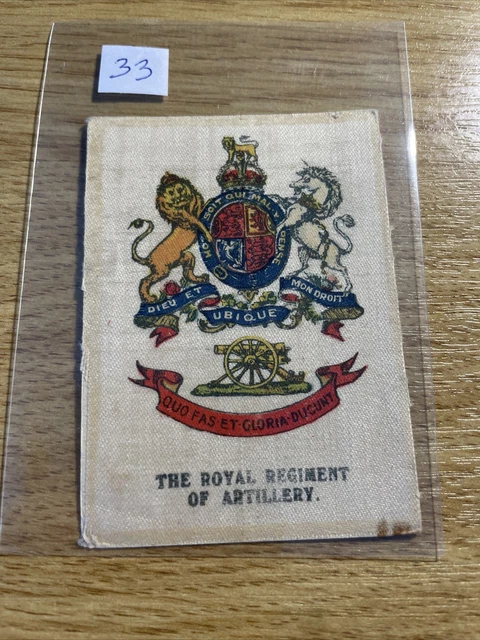 33
HONI SOIT QUI MAL Y PENSE
DIEU ET MON DROIT
UBIQUE
QUO FAS ET GLORIA DUCUNT
THE ROYAL REGIMENT
OF ARTILLERY.